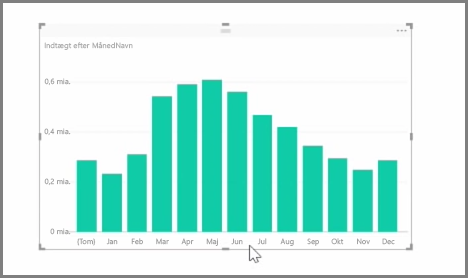 Indtægt efter MånedNavn
0,6 mia.
0,4 mia.
0,2 mia.
0 mia.
(Tom) Jan Feb Mar Apr Maj Jun Jul Aug Sep Okt Nov Dec